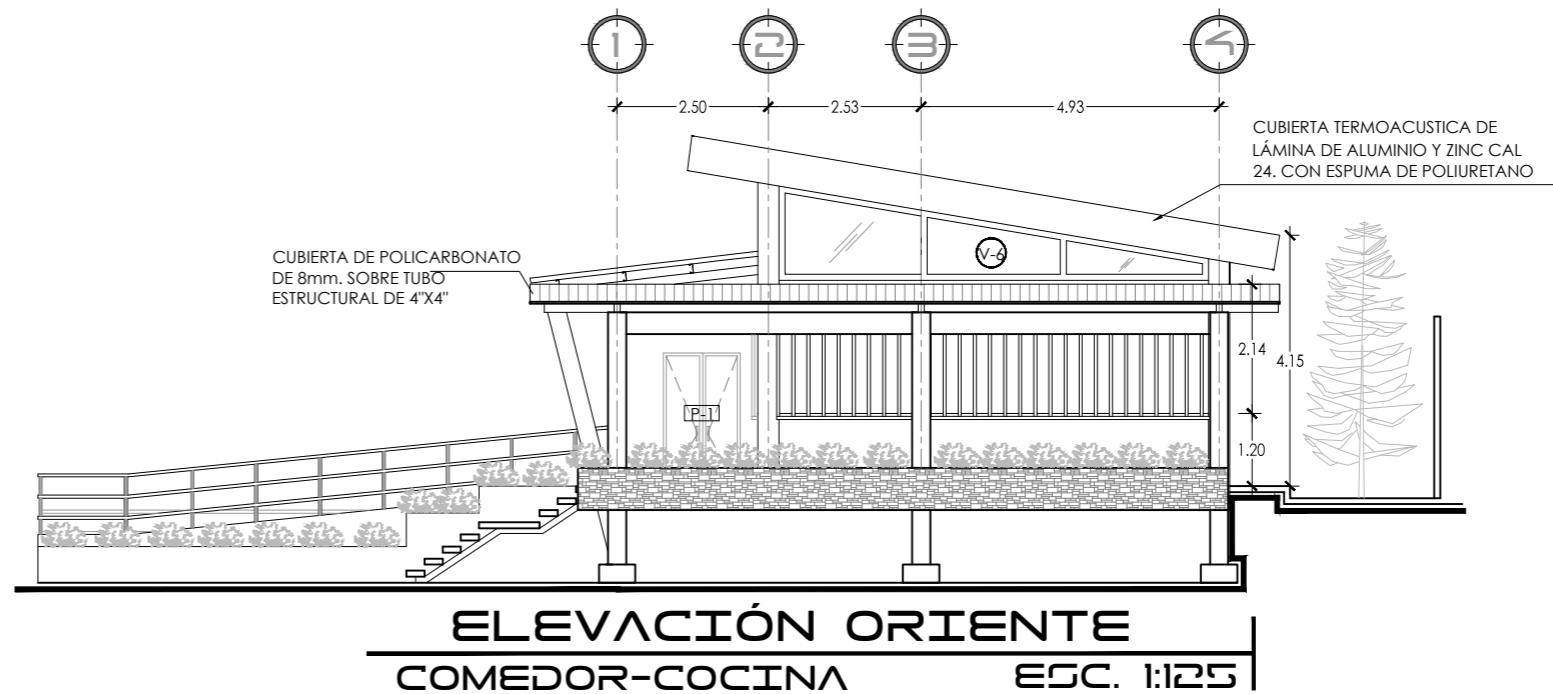 1 2 3 4
2.50 2.53 4.93
CUBIERTA TERMOACUSTICA DE
LÁMINA DE ALUMINIO Y ZINC CAL
24. CON ESPUMA DE POLIURETANO
CUBIERTA DE POLICARBONATO
DE 8mm. SOBRE TUBO
ESTRUCTURAL DE 4"X4"
V-6
2.14
4.15
P-1
1.20
ELEVACIÓN ORIENTE
COMEDOR-COCINA ESC. 1:125